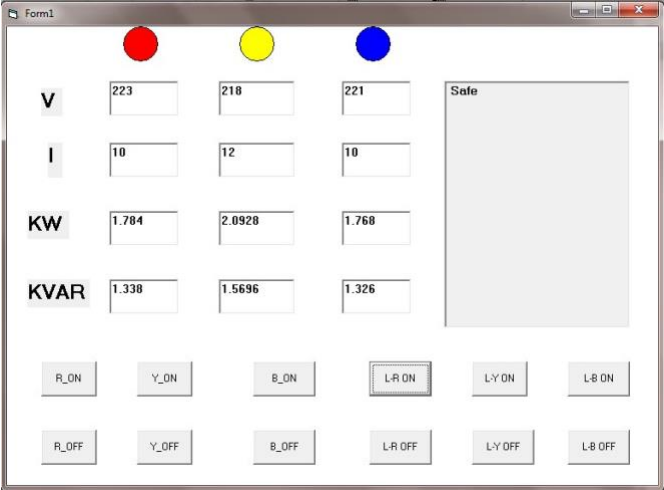 Form1
V 223 218 221 Safe
I 10 12 10
KW 1.784 2.0928 1.768
KVAR 1.338 1.5696 1.326
R_ON Y_ON B_ON L-R ON L-Y ON L-B ON
R_OFF Y_OFF B_OFF L-R OFF L-Y OFF L-B OFF